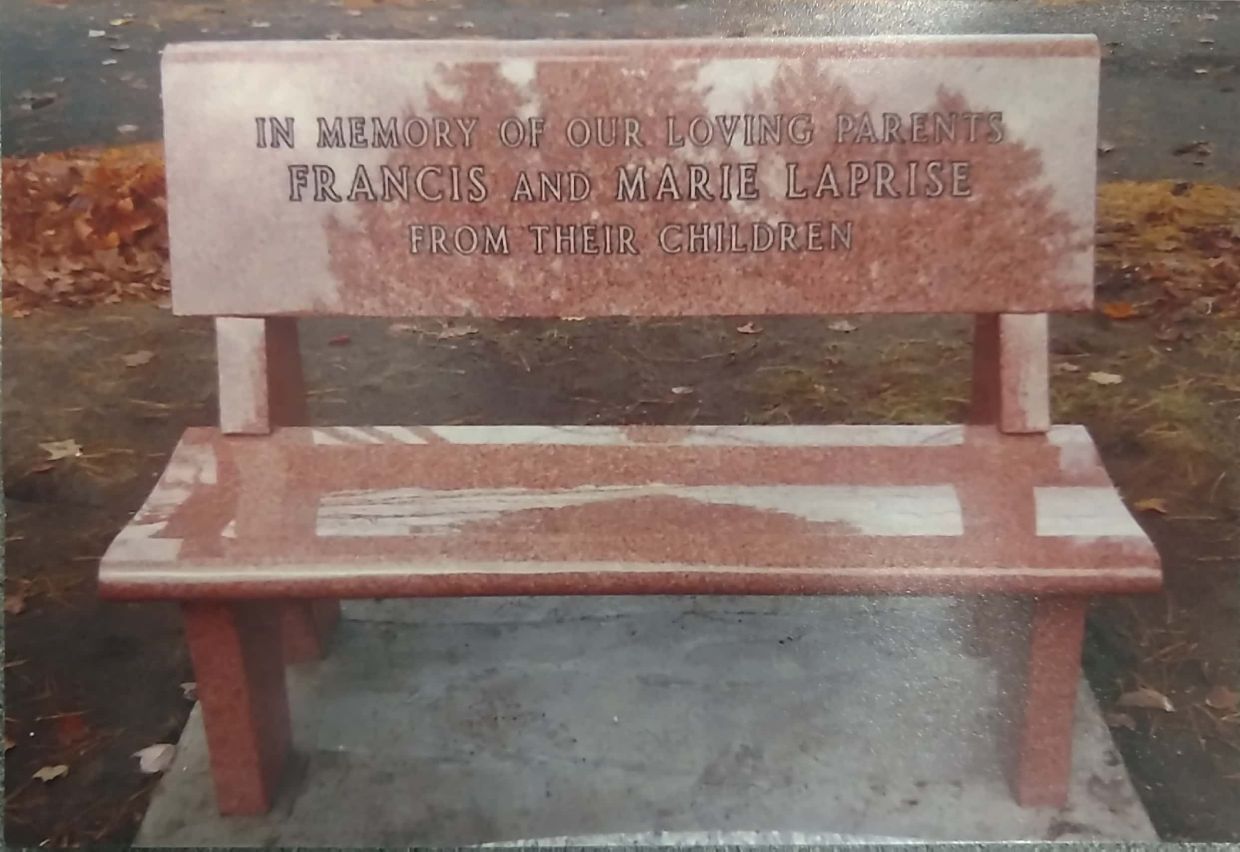 IN MEMORY OF OUR LOVING PARENTS
FRANCIS AND MARIE LAPRISE
FROM THEIR CHILDREN